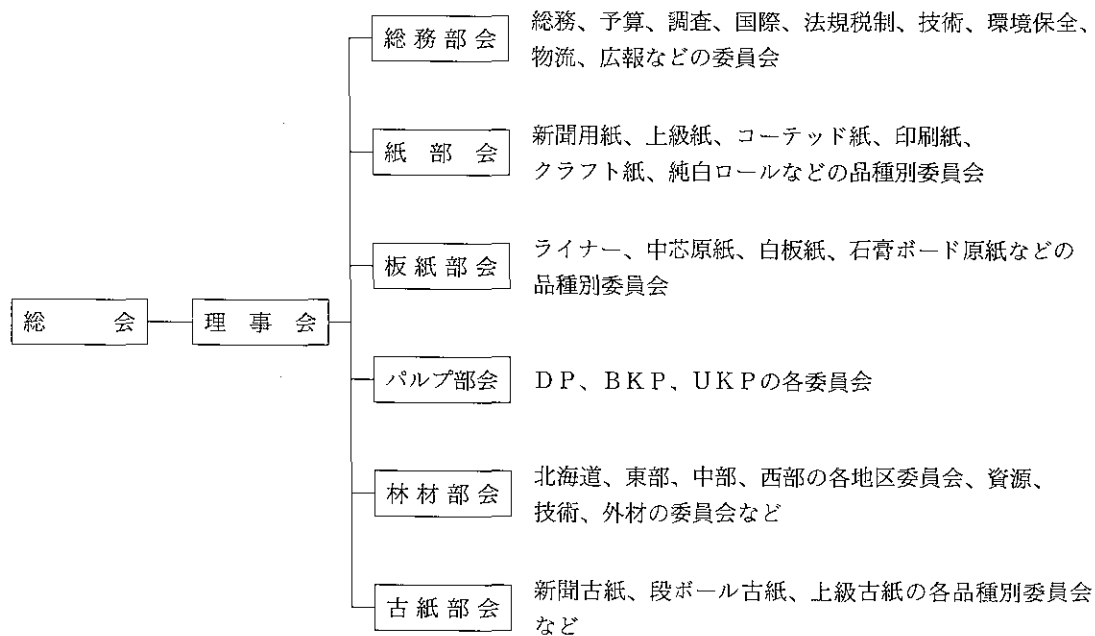 総務部会
総務、予算、調査、国際、法規税制、技術、環境保全、
物流、広報などの委員会
紙部会
新聞用紙、上級紙、コーテッド紙、印刷紙、
クラフト紙、純白ロールなどの品種別委員会
板紙部会
ライナー、中芯原紙、白板紙、石膏ボード原紙などの
品種別委員会
総会
理事会
パルプ部会
DP、BKP、UKPの各委員会
林材部会
北海道、東部、中部、西部の各地区委員会、資源、
技術、外材の委員会など
古紙部会
新聞古紙、段ボール古紙、上級古紙の各品種別委員会
など